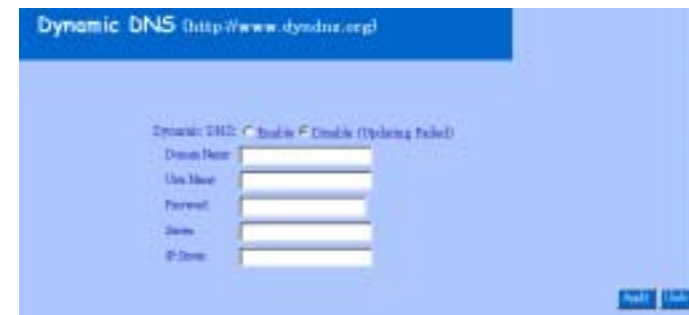 Dynamic DNS (http://www.dyndns.org)
Dynamic DNS: Enable Disable (Updating Failed)
Domain Name
User Name
Password
Server
IP Server
Apply